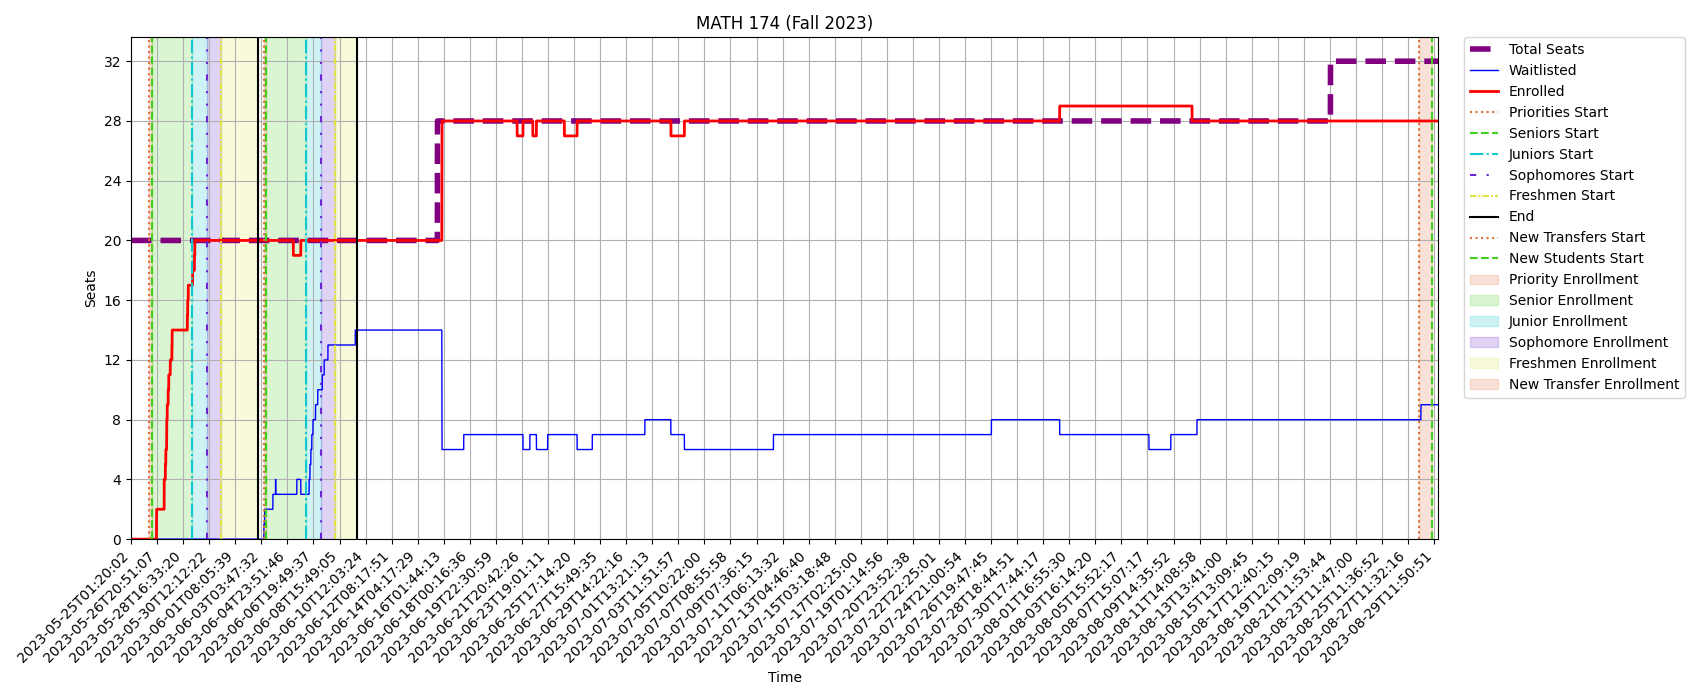 MATH 174 (Fall 2023)
Seats
32
28
24
20
16
12
8
4
0
2023-05-25T01:20:02
2023-05-26T20:51:07
2023-05-28T16:33:20
2023-05-30T12:12:22
2023-06-01T08:05:39
2023-06-03T03:47:32
2023-06-04T23:51:46
2023-06-06T19:49:37
2023-06-08T15:49:05
2023-06-10T12:03:24
2023-06-12T08:17:51
2023-06-14T04:17:29
2023-06-16T01:44:13
2023-06-18T00:16:36
2023-06-19T22:30:59
2023-06-21T20:42:26
2023-06-23T19:01:11
2023-06-25T17:14:20
2023-06-27T15:49:35
2023-06-29T14:22:16
2023-07-01T13:21:13
2023-07-03T11:51:57
2023-07-05T10:22:00
2023-07-07T08:55:58
2023-07-09T07:36:15
2023-07-11T06:13:32
2023-07-13T04:46:40
2023-07-15T03:18:48
2023-07-17T02:25:00
2023-07-19T01:14:56
2023-07-20T23:52:38
2023-07-22T22:25:01
2023-07-24T21:00:54
2023-07-26T19:47:45
2023-07-28T18:44:51
2023-07-30T17:44:17
2023-08-01T16:55:30
2023-08-03T16:14:20
2023-08-05T15:52:17
2023-08-07T15:07:17
2023-08-09T14:35:52
2023-08-11T14:08:58
2023-08-13T13:41:00
2023-08-15T13:09:45
2023-08-17T12:40:15
2023-08-19T12:09:19
2023-08-21T11:53:44
2023-08-23T11:47:00
2023-08-25T11:36:52
2023-08-27T11:32:16
2023-08-29T11:50:51
Time
Total Seats
Waitlisted
Enrolled
Priorities Start
Seniors Start
Juniors Start
Sophomores Start
Freshmen Start
End
New Transfers Start
New Students Start
Priority Enrollment
Senior Enrollment
Junior Enrollment
Sophomore Enrollment
Freshmen Enrollment
New Transfer Enrollment